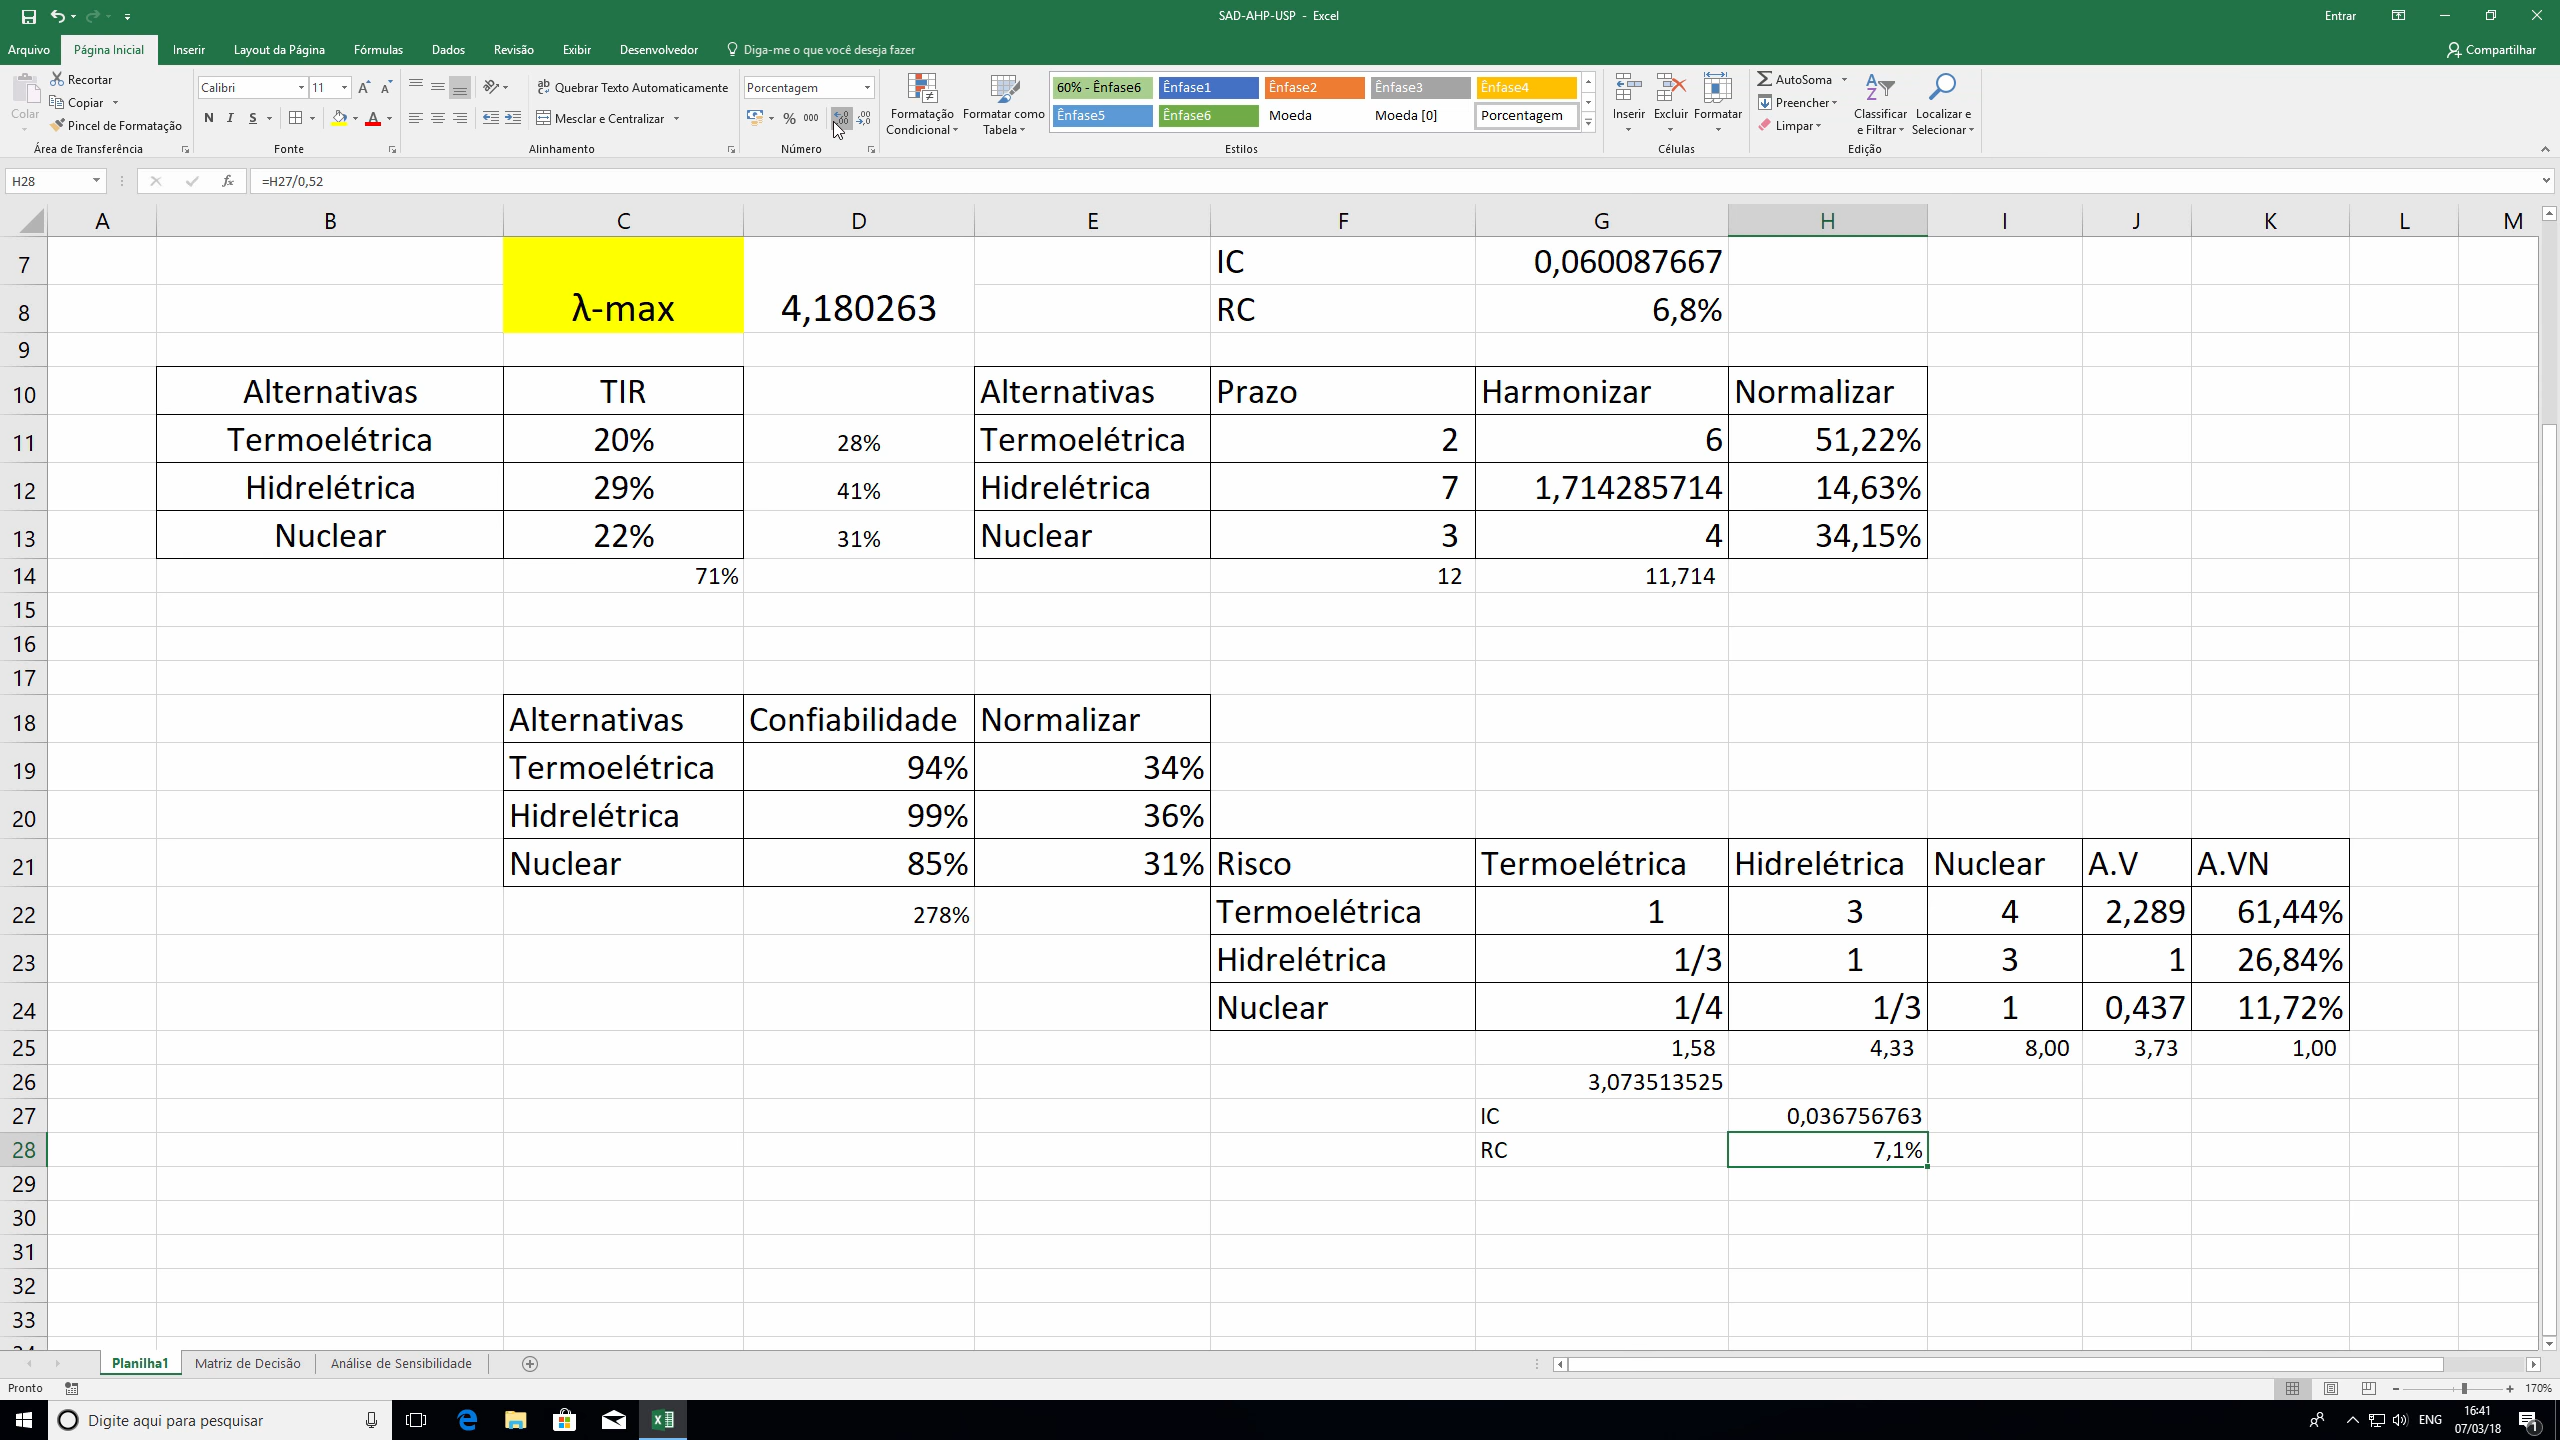 SAD-AHP-USP - Excel
Entrar
Arquivo Página Inicial Inserir Layout da Página Fórmulas Dados Revisão Exibir Desenvolvedor Diga-me o que você deseja fazer Compartilhar
Colar
Recortar
Copiar
Pincel de Formatação
Área de Transferência
Calibri 11
N I S
Fonte
Quebrar Texto Automaticamente
Mesclar e Centralizar
Alinhamento
Porcentagem
% 000
Número
Formatação Condicional
Formatar como Tabela
60% - Ênfase6 Ênfase1 Ênfase2 Ênfase3 Ênfase4
Ênfase5 Ênfase6 Moeda Moeda [0] Porcentagem
Estilos
Inserir Excluir Formatar
Células
AutoSoma
Preencher
Limpar
Classificar e Filtrar
Localizar e Selecionar
Edição
H28 fx =H27/0,52
A B C D E F G H I J K L M
7 IC 0,060087667
8 λ-max 4,180263 RC 6,8%
9
10 Alternativas TIR Alternativas Prazo Harmonizar Normalizar
11 Termoelétrica 20% 28% Termoelétrica 2 6 51,22%
12 Hidrelétrica 29% 41% Hidrelétrica 7 1,714285714 14,63%
13 Nuclear 22% 31% Nuclear 3 4 34,15%
14 71% 12 11,714
15
16
17
18 Alternativas Confiabilidade Normalizar
19 Termoelétrica 94% 34%
20 Hidrelétrica 99% 36%
21 Nuclear 85% 31% Risco Termoelétrica Hidrelétrica Nuclear A.V A.VN
22 278% Termoelétrica 1 3 4 2,289 61,44%
23 Hidrelétrica 1/3 1 3 1 26,84%
24 Nuclear 1/4 1/3 1 0,437 11,72%
25 1,58 4,33 8,00 3,73 1,00
26 3,073513525
27 IC 0,036756763
28 RC 7,1%
29
30
31
32
33
Planilha1 Matriz de Decisão Análise de Sensibilidade
Pronto 170%
Digite aqui para pesquisar
ENG
16:41
07/03/18
1